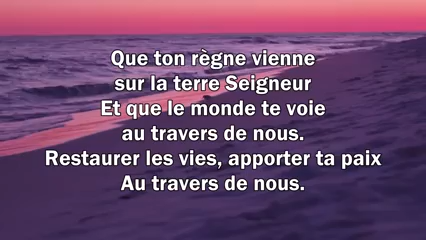 Que ton règne vienne
sur la terre Seigneur
Et que le monde te voie
au travers de nous.
Restaurer les vies, apporter ta paix
Au travers de nous.